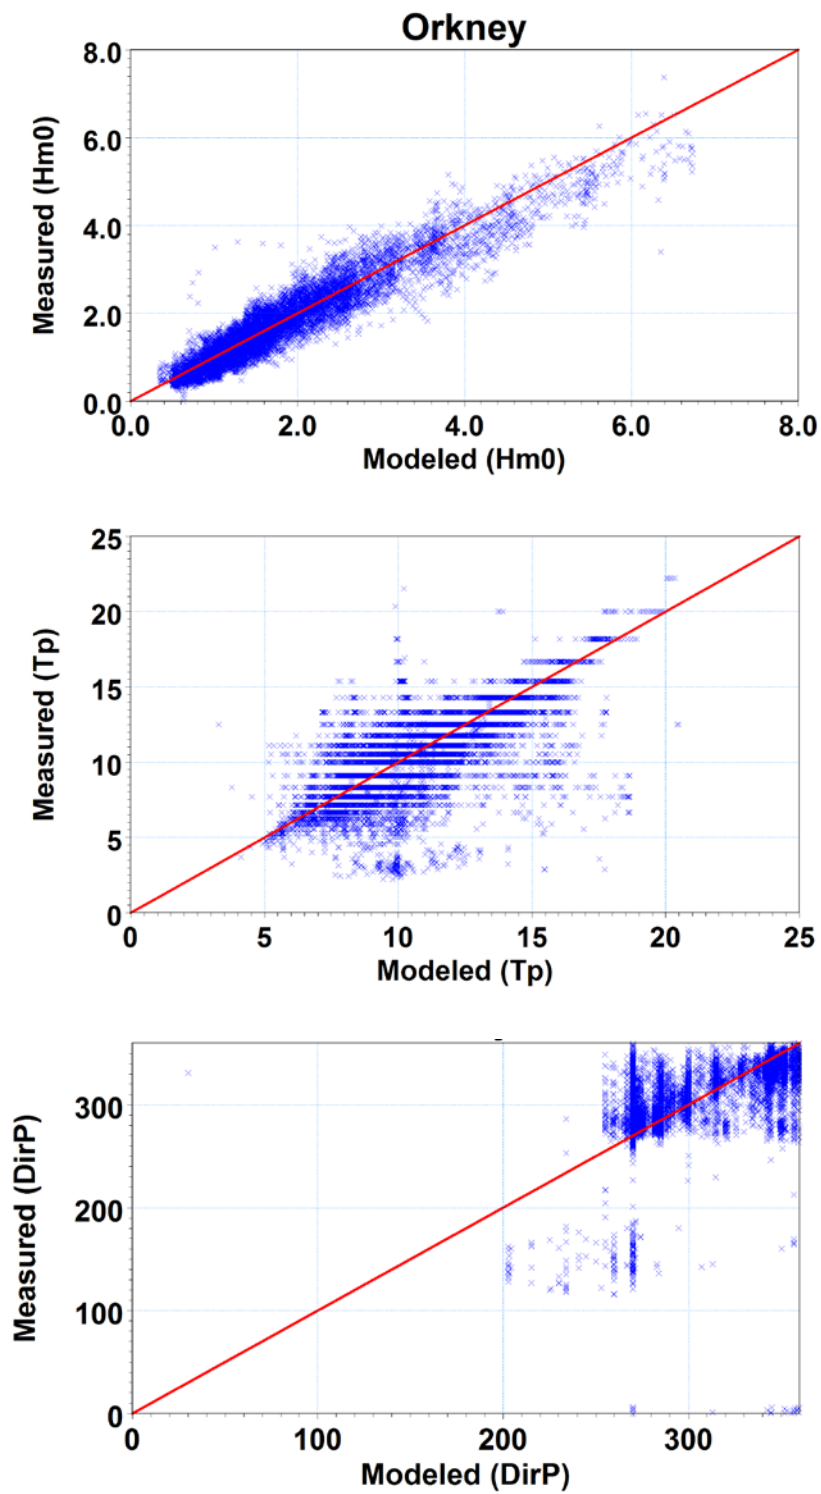 Orkney
8.0
6.0
4.0
2.0
0.0
0.0 2.0 4.0 6.0 8.0
Measured (Hm0)
Modeled (Hm0)
25
20
15
10
5
0
0 5 10 15 20 25
Measured (Tp)
Modeled (Tp)
300
200
100
0
0 100 200 300
Measured (DirP)
Modeled (DirP)